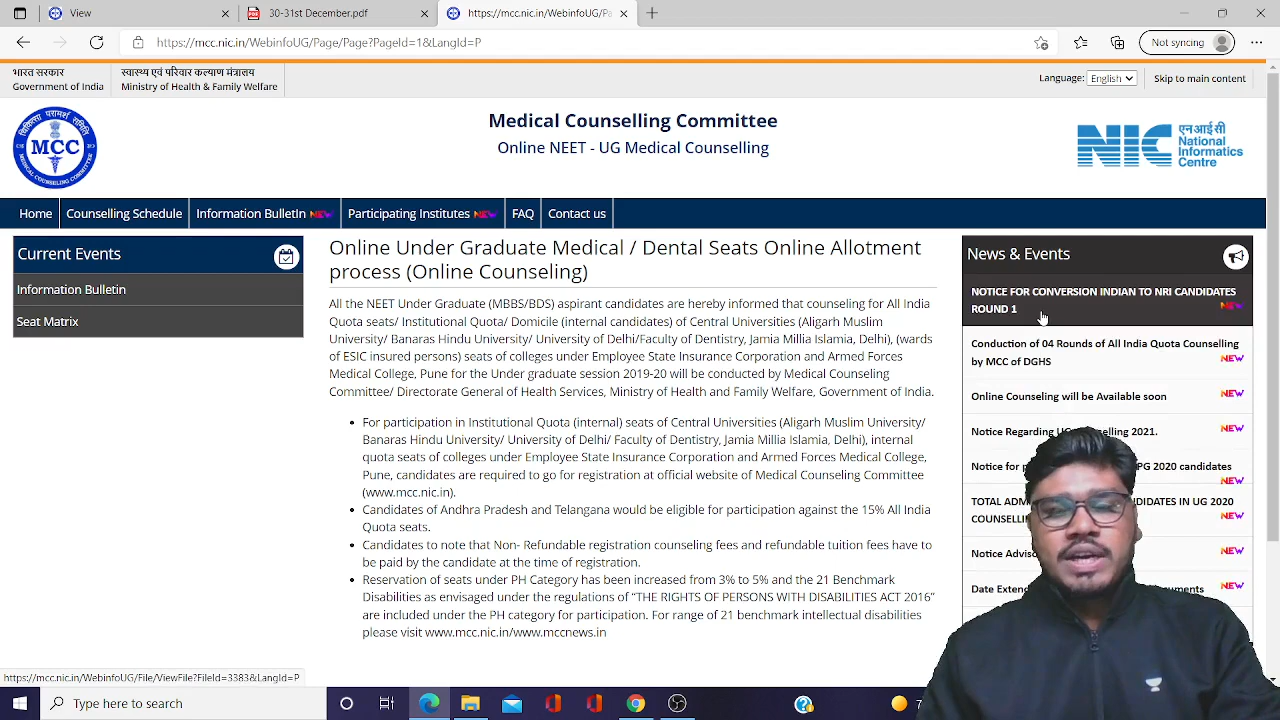 View
30-31st December.pdf
https://mcc.nic.in/WebinfoUG/Pa
https://mcc.nic.in/WebinfoUG/Page/Page?PageId=1&LangId=P
Not syncing
भारत सरकार
Government of India
स्वास्थ्य एवं परिवार कल्याण मंत्रालय
Ministry of Health & Family Welfare
Language: English
Skip to main content
MCC
Medical Counselling Committee
Online NEET - UG Medical Counselling
NIC
एन आई सी
National
Informatics
Centre
Home
Counselling Schedule
Information BulletIn NEW
Participating Institutes NEW
FAQ
Contact us
Current Events
Information Bulletin
Seat Matrix
Online Under Graduate Medical / Dental Seats Online Allotment
process (Online Counseling)
All the NEET Under Graduate (MBBS/BDS) aspirant candidates are hereby informed that counseling for All India
Quota seats/ Institutional Quota/ Domicile (internal candidates) of Central Universities (Aligarh Muslim
University/ Banaras Hindu University/ University of Delhi/Faculty of Dentistry, Jamia Millia Islamia, Delhi), (wards
of ESIC insured persons) seats of colleges under Employee State Insurance Corporation and Armed Forces
Medical College, Pune for the Under graduate session 2019-20 will be conducted by Medical Counseling
Committee/ Directorate General of Health Services, Ministry of Health and Family Welfare, Government of India.
• For participation in Institutional Quota (internal) seats of Central Universities (Aligarh Muslim University/
Banaras Hindu University/ University of Delhi/ Faculty of Dentistry, Jamia Millia Islamia, Delhi), internal
quota seats of colleges under Employee State Insurance Corporation and Armed Forces Medical College,
Pune, candidates are required to go for registration at official website of Medical Counseling Committee
(www.mcc.nic.in).
• Candidates of Andhra Pradesh and Telangana would be eligible for participation against the 15% All India
Quota seats.
• Candidates to note that Non- Refundable registration counseling fees and refundable tuition fees have to
be paid by the candidate at the time of registration.
• Reservation of seats under PH Category has been increased from 3% to 5% and the 21 Benchmark
Disabilities as envisaged under the regulations of “THE RIGHTS OF PERSONS WITH DISABILITIES ACT 2016”
are included under the PH category for participation. For range of 21 benchmark intellectual disabilities
please visit www.mcc.nic.in/www.mccnews.in
News & Events
NOTICE FOR CONVERSION INDIAN TO NRI CANDIDATES
ROUND 1 NEW
Conduction of 04 Rounds of All India Quota Counselling
by MCC of DGHS NEW
Online Counseling will be Available soon NEW
Notice Regarding selling 2021. NEW
Notice for PG 2020 candidates
NEW
TOTAL IN UG 2020
NEW
Notice NEW
Date NEW
https://mcc.nic.in/WebinfoUG/File/ViewFile?FileId=3383&LangId=P
Type here to search